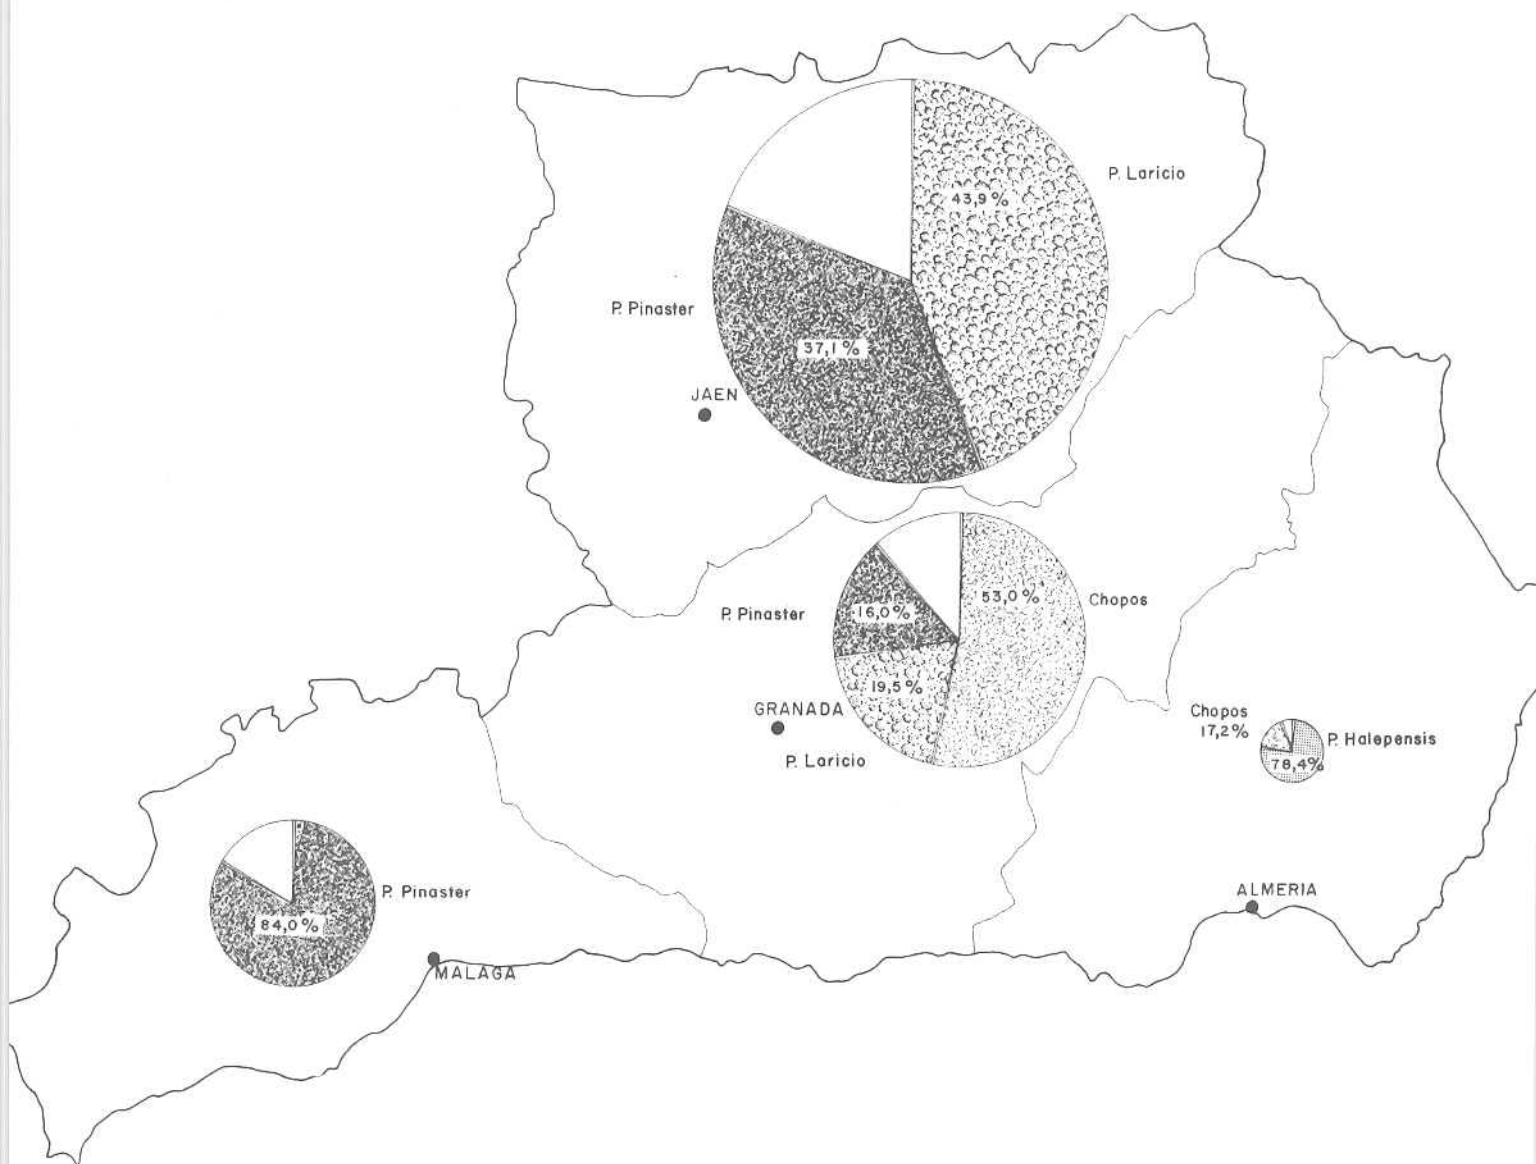 P. Laricio
43,9 %
P. Pinaster
37,1 %
JAEN
53,0 %
Chopos
P. Pinaster
16,0 %
19,5 %
GRANADA
P. Laricio
Chopos
17,2 %
P. Halepensis
78,4%
P. Pinaster
84,0 %
ALMERIA
MALAGA